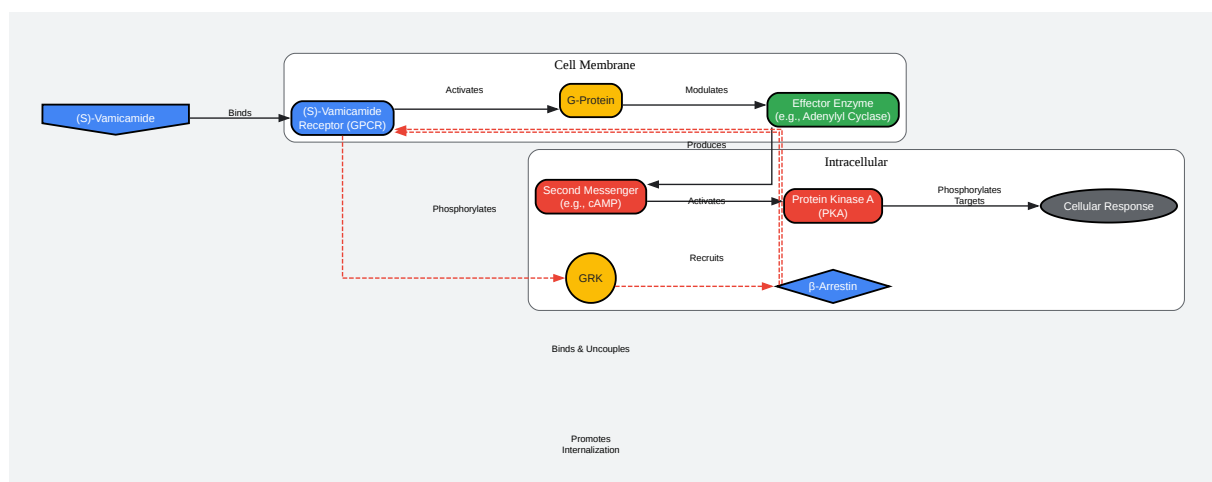 Cell Membrane
(S)-Vamicamide
Binds
(S)-Vamicamide
Receptor (GPCR)
Activates
G-Protein
Modulates
Effector Enzyme
(e.g., Adenylyl Cyclase)
Produces
Intracellular
Second Messenger
(e.g., cAMP)
Activates
Protein Kinase A
(PKA)
Phosphorylates
Targets
Cellular Response
Phosphorylates
GRK
Recruits
β-Arrestin
Binds & Uncouples
Promotes
Internalization